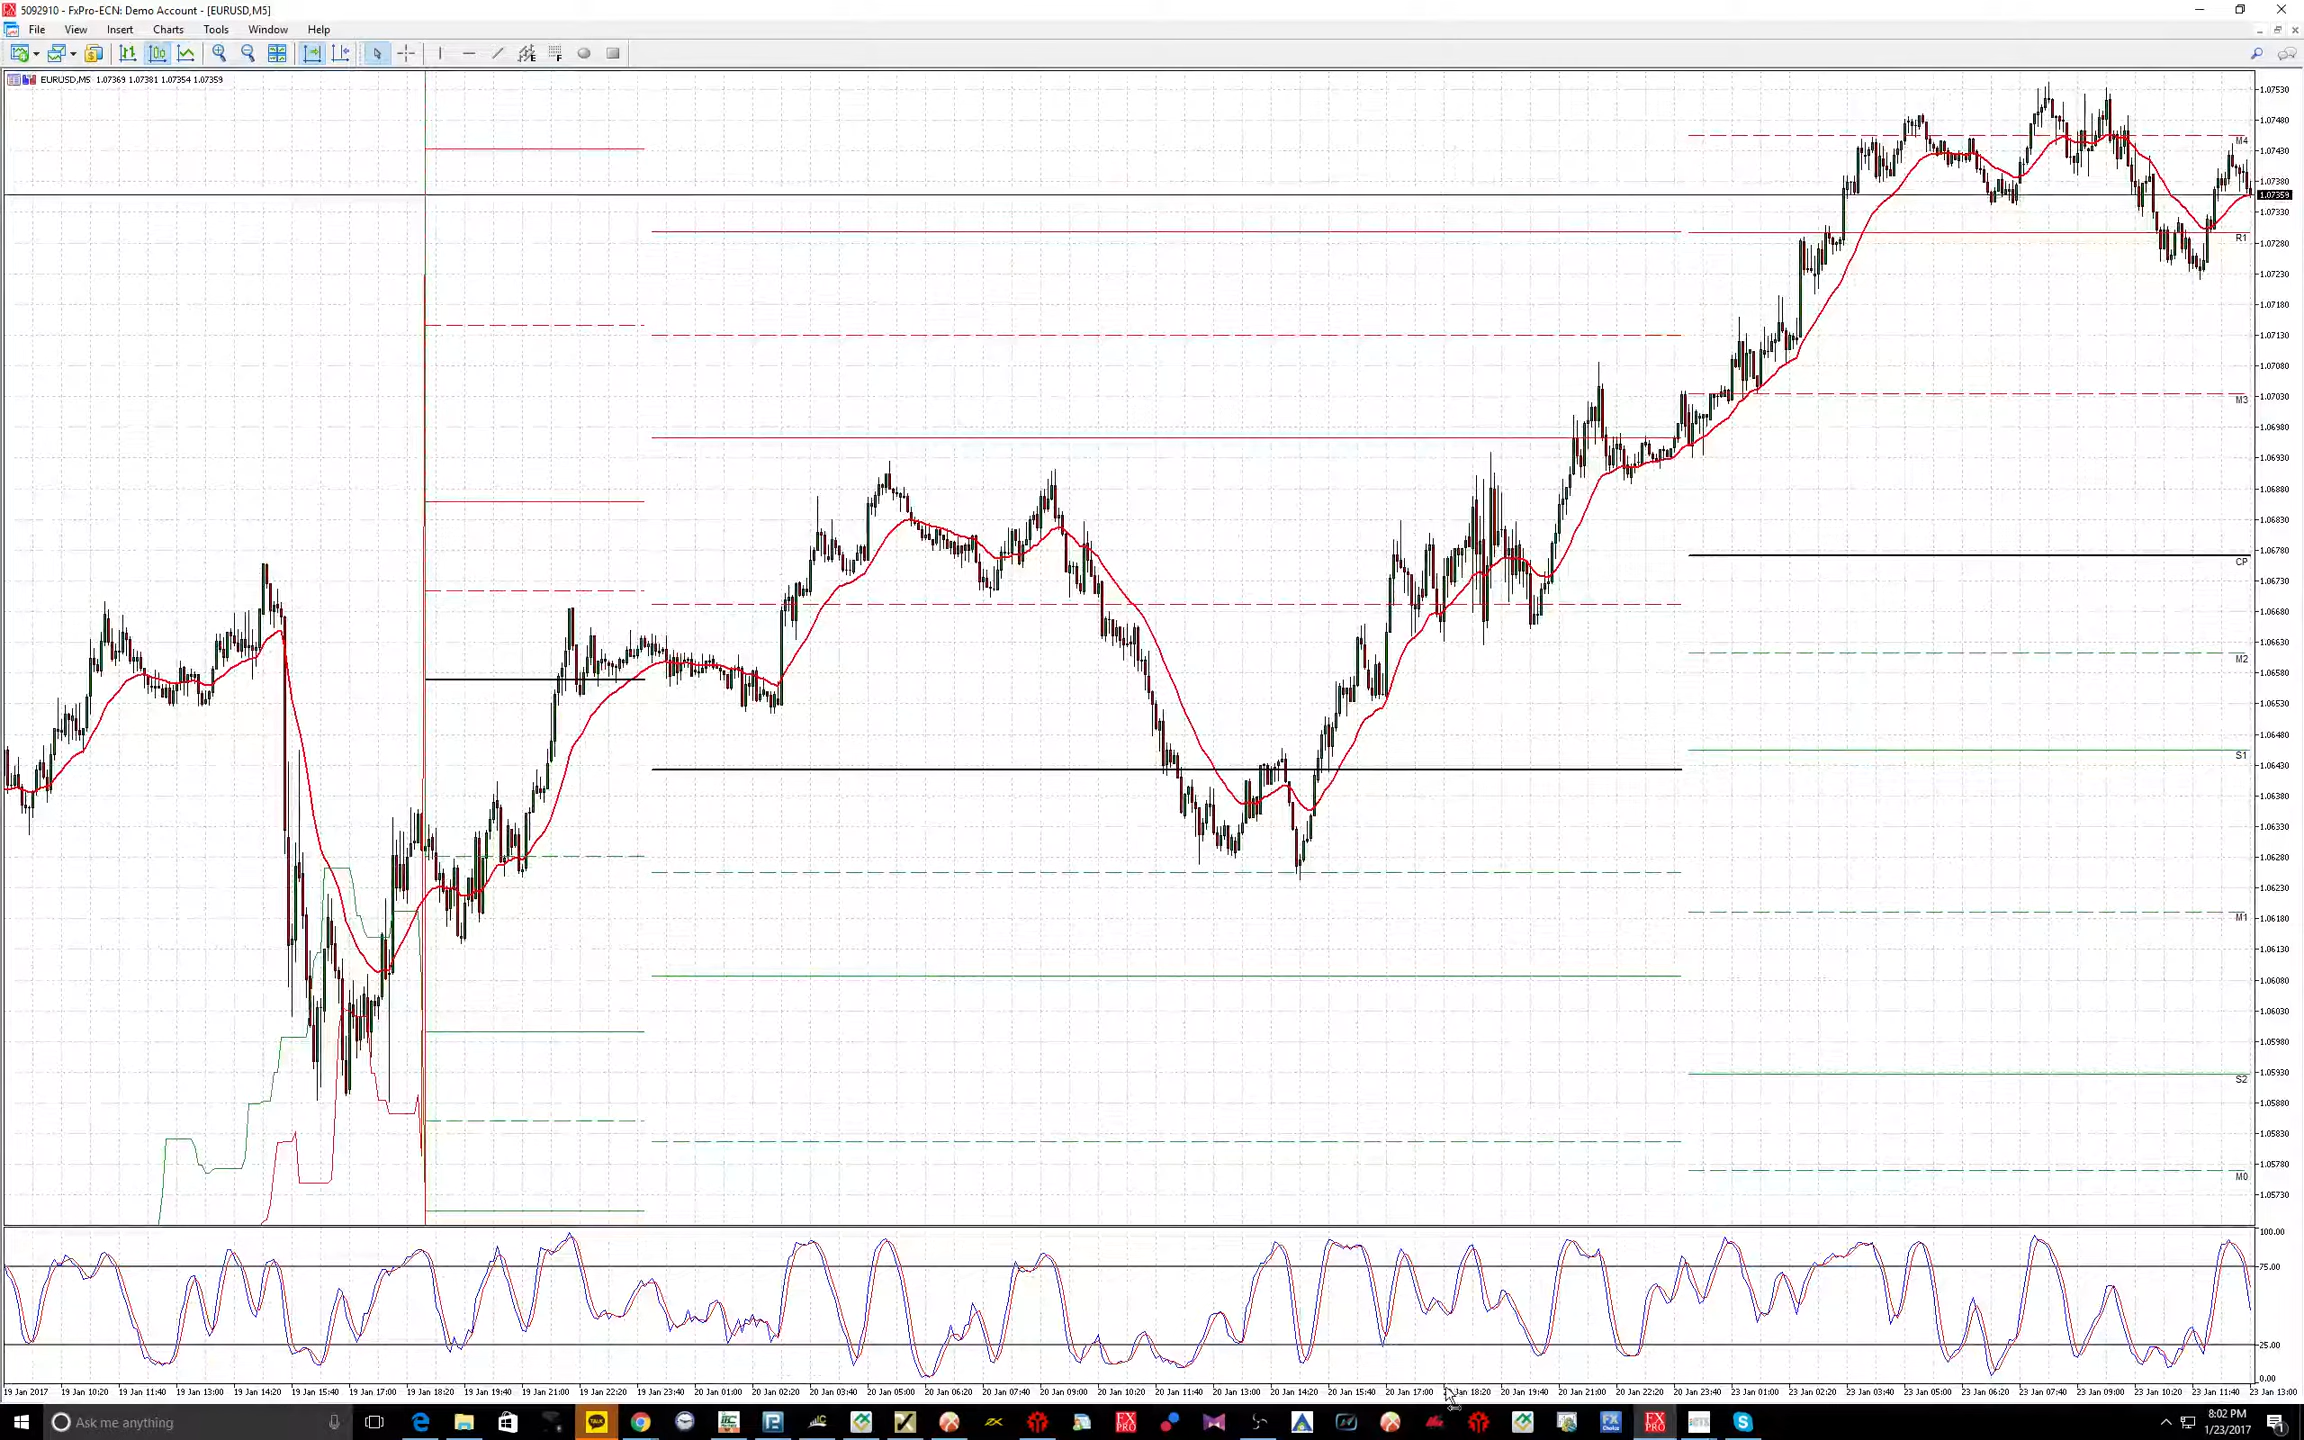 5092910 - FxPro-ECN: Demo Account - [EURUSD,M5]
File View Insert Charts Tools Window Help
EURUSD,M5 1.07369 1.07381 1.07354 1.07359
1.07530
1.07480
M4
1.07430
1.07380
1.07359
1.07330
R1
1.07280
1.07230
1.07180
1.07130
1.07080
M3
1.07030
1.06980
1.06930
1.06880
1.06830
1.06780
CP
1.06730
1.06680
1.06630
M2
1.06580
1.06530
1.06480
S1
1.06430
1.06380
1.06330
1.06280
1.06230
M1
1.06180
1.06130
1.06080
1.06030
1.05980
1.05930
S2
1.05880
1.05830
1.05780
M0
1.05730
100.00
75.00
25.00
0.00
19 Jan 2017 19 Jan 10:20 19 Jan 11:40 19 Jan 13:00 19 Jan 14:20 19 Jan 15:40 19 Jan 17:00 19 Jan 18:20 19 Jan 19:40 19 Jan 21:00 19 Jan 22:20 19 Jan 23:40 20 Jan 01:00 20 Jan 02:20 20 Jan 03:40 20 Jan 05:00 20 Jan 06:20 20 Jan 07:40 20 Jan 09:00 20 Jan 10:20 20 Jan 11:40 20 Jan 13:00 20 Jan 14:20 20 Jan 15:40 20 Jan 17:00 Jan 18:20 20 Jan 19:40 20 Jan 21:00 20 Jan 22:20 20 Jan 23:40 23 Jan 01:00 23 Jan 02:20 23 Jan 03:40 23 Jan 05:00 23 Jan 06:20 23 Jan 07:40 23 Jan 09:00 23 Jan 10:20 23 Jan 11:40 23 Jan 13:00
Ask me anything
TALK
FX PRO
FX
FX PRO
8:02 PM
1/23/2017